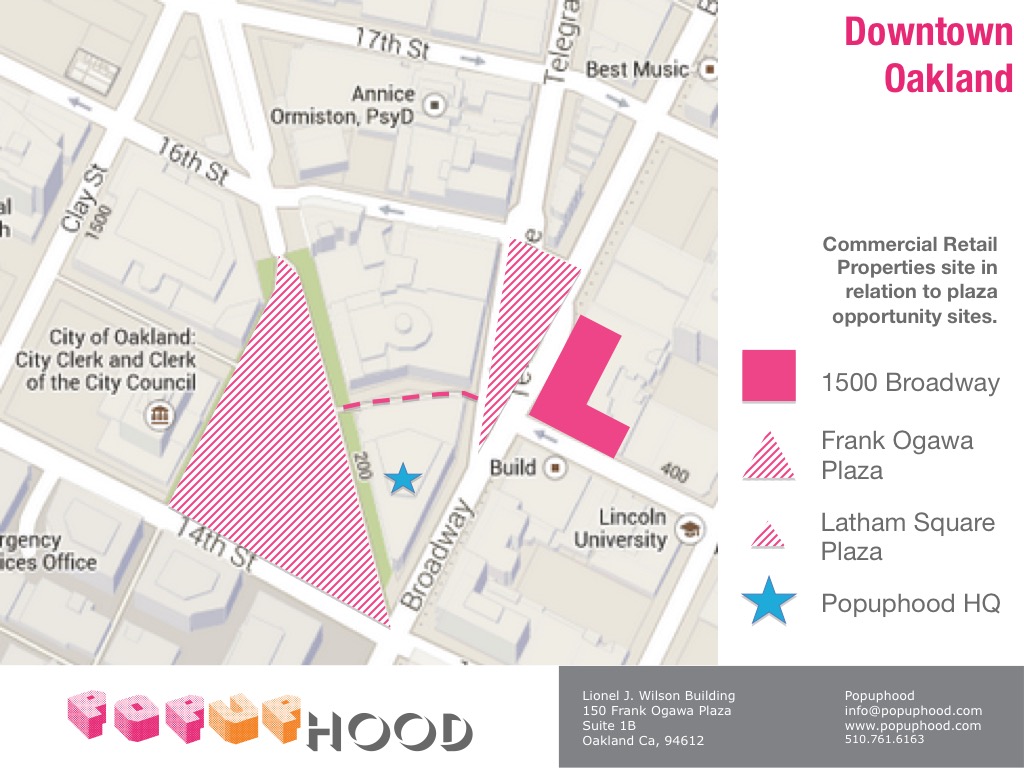 17th St
Telegra
B
Best Music
Annice
Ormiston, PsyD
16th St
Clay St
1500
al
h
e
City of Oakland:
City Clerk and Clerk
of the City Council
Te
200
Build
400
Lincoln
University
rgency
ices Office
14th St
Broadway
Downtown
Oakland
Commercial Retail
Properties site in
relation to plaza
opportunity sites.
1500 Broadway
Frank Ogawa
Plaza
Latham Square
Plaza
Popuphood HQ
POPUPHOOD
Lionel J. Wilson Building
150 Frank Ogawa Plaza
Suite 1B
Oakland Ca, 94612
Popuphood
info@popuphood.com
www.popuphood.com
510.761.6163